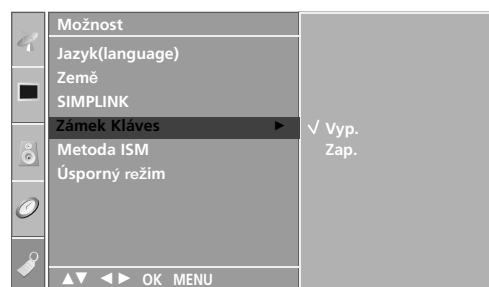 Možnost
Jazyk(language)
Země
SIMPLINK
Zámek Kláves ►
√ Vyp.
Zap.
Metoda ISM
Úsporný režim
▲▼ ◄► OK MENU